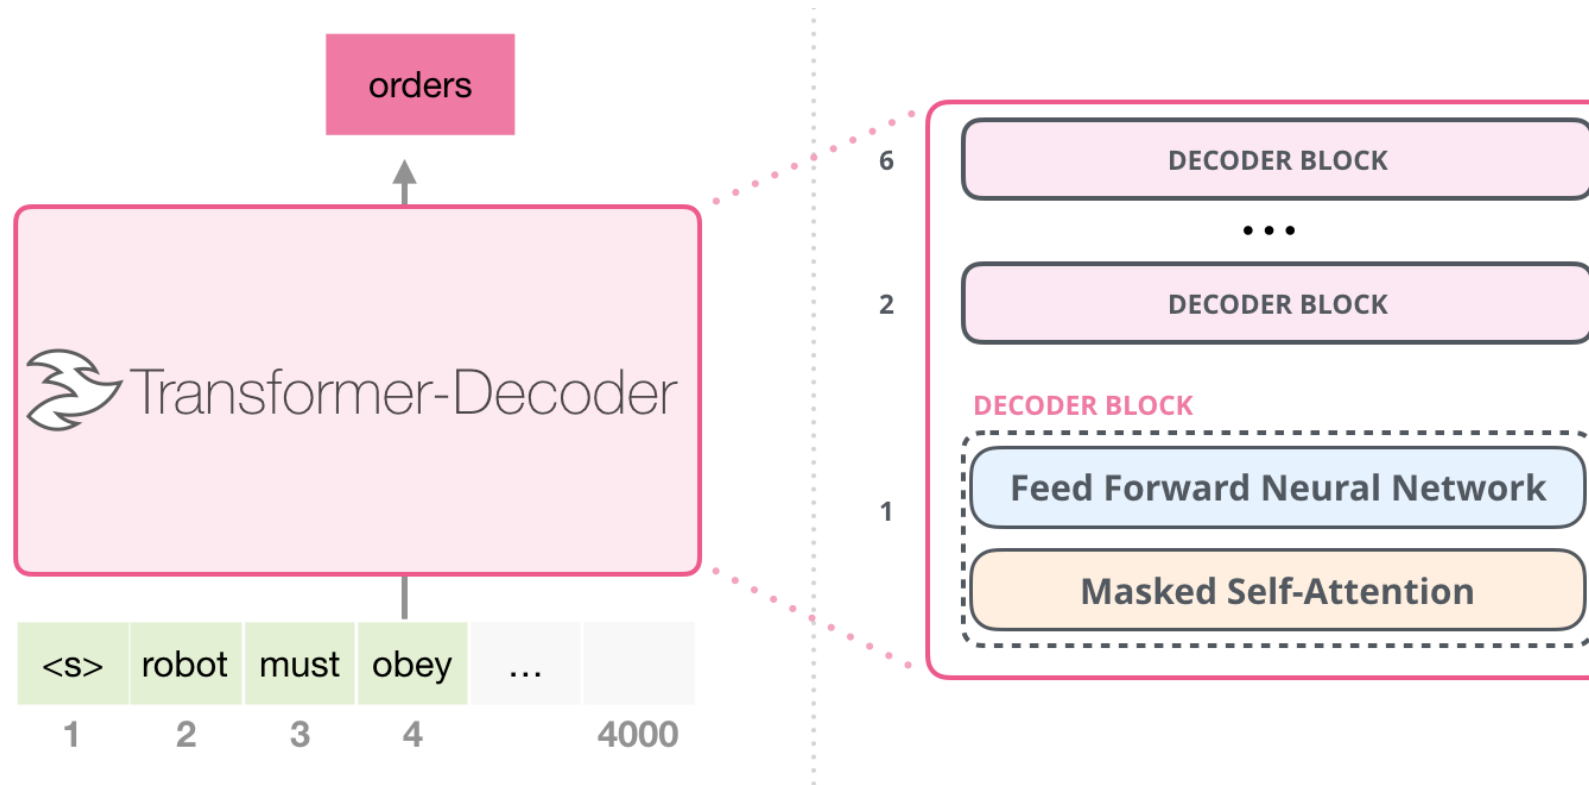 orders
Transformer-Decoder
<s> robot must obey ...
1 2 3 4 4000
6 DECODER BLOCK
...
2 DECODER BLOCK
DECODER BLOCK
Feed Forward Neural Network
1
Masked Self-Attention